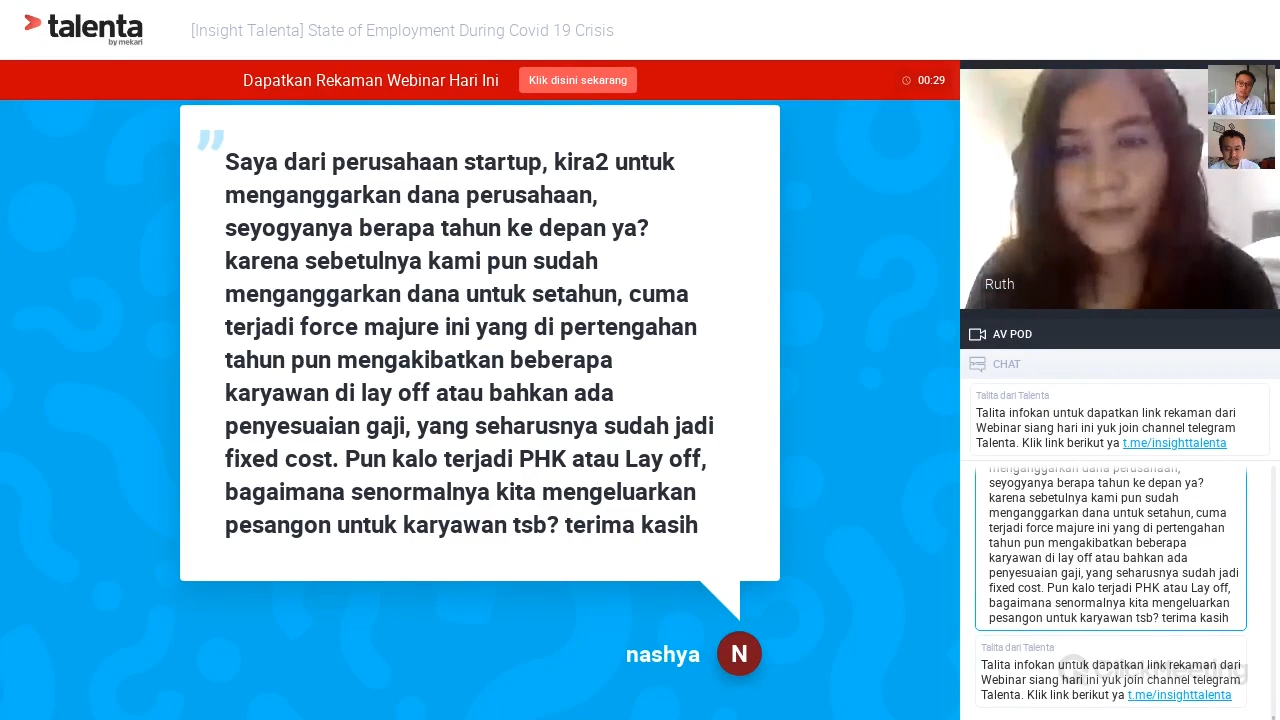 talenta
by mekari
[Insight Talenta] State of Employment During Covid 19 Crisis
Dapatkan Rekaman Webinar Hari Ini
Klik disini sekarang
00:29
”
Saya dari perusahaan startup, kira2 untuk
menganggarkan dana perusahaan,
seyogyanya berapa tahun ke depan ya?
karena sebetulnya kami pun sudah
menganggarkan dana untuk setahun, cuma
terjadi force majure ini yang di pertengahan
tahun pun mengakibatkan beberapa
karyawan di lay off atau bahkan ada
penyesuaian gaji, yang seharusnya sudah jadi
fixed cost. Pun kalo terjadi PHK atau Lay off,
bagaimana senormalnya kita mengeluarkan
pesangon untuk karyawan tsb? terima kasih
nashya
N
Ruth
AV POD
CHAT
Talita dari Talenta
Talita infokan untuk dapatkan link rekaman dari
Webinar siang hari ini yuk join channel telegram
Talenta. Klik link berikut ya t.me/insighttalenta
menganggarkan dana perusahaan,
seyogyanya berapa tahun ke depan ya?
karena sebetulnya kami pun sudah
menganggarkan dana untuk setahun, cuma
terjadi force majure ini yang di pertengahan
tahun pun mengakibatkan beberapa
karyawan di lay off atau bahkan ada
penyesuaian gaji, yang seharusnya sudah jadi
fixed cost. Pun kalo terjadi PHK atau Lay off,
bagaimana senormalnya kita mengeluarkan
pesangon untuk karyawan tsb? terima kasih
Talita dari Talenta
Talita infokan untuk dapatkan link rekaman dari
Webinar siang hari ini yuk join channel telegram
Talenta. Klik link berikut ya t.me/insighttalenta